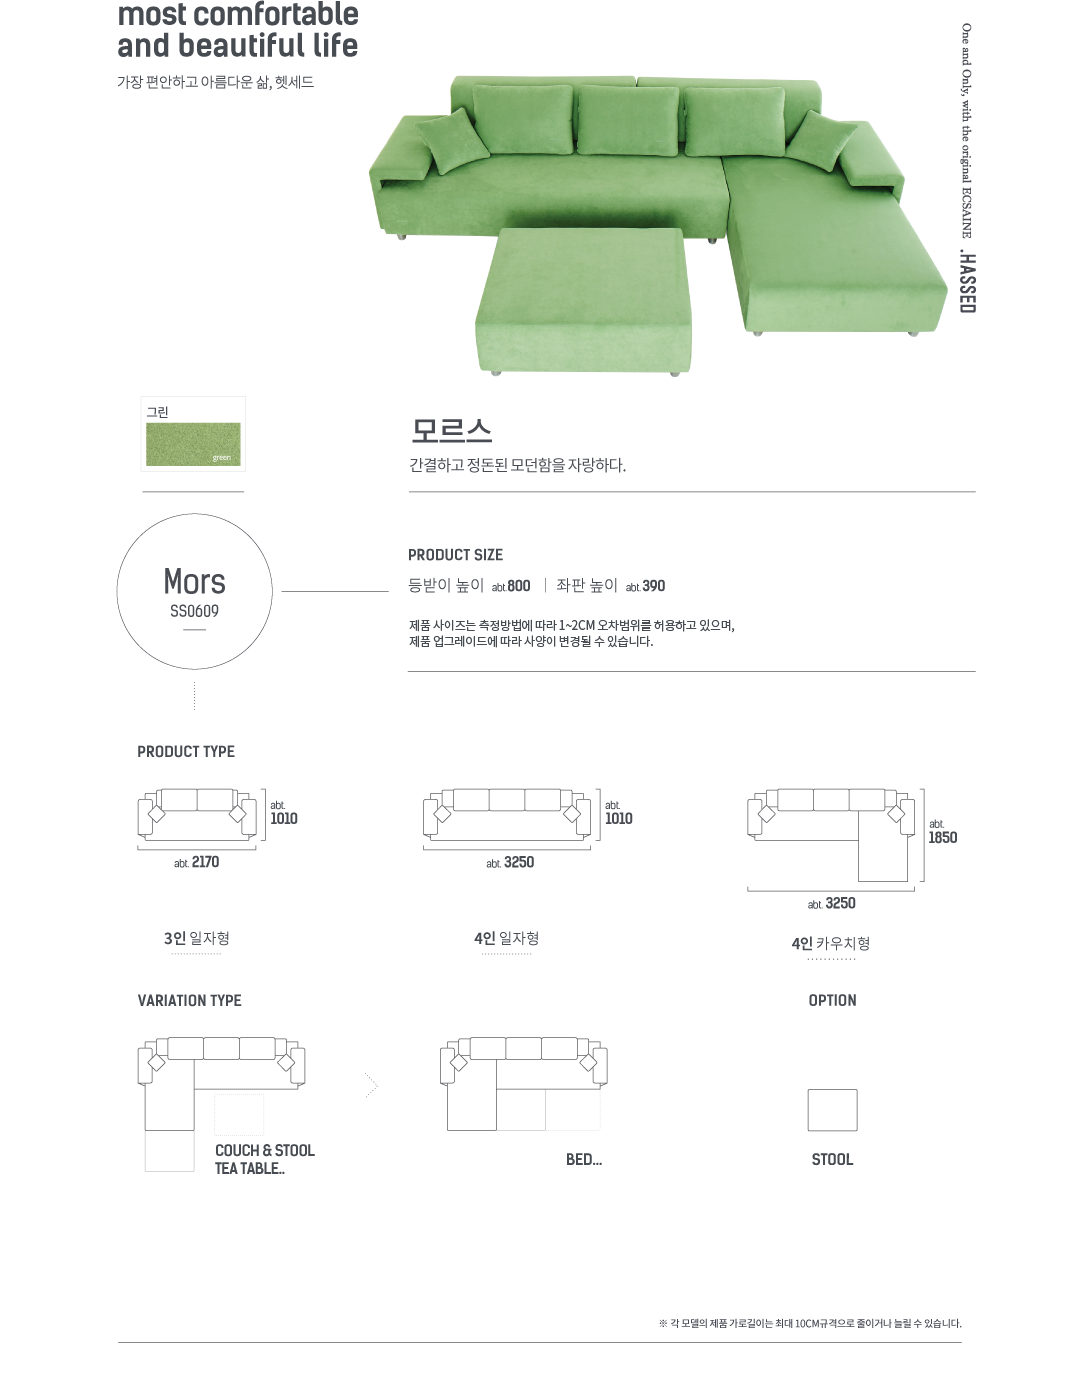 most comfortable
and beautiful life
가장 편안하고 아름다운 삶, 헷세드
One and Only, with the original ECSAINE .HASSED
그린
green
모르스
간결하고 정돈된 모던함을 자랑하다.
Mors
SS0609
PRODUCT SIZE
등받이 높이 abt.800 | 좌판 높이 abt.390
제품 사이즈는 측정방법에 따라 1~2CM 오차범위를 허용하고 있으며,
제품 업그레이드에 따라 사양이 변경될 수 있습니다.
PRODUCT TYPE
abt.
1010
abt. 2170
3인 일자형
abt.
1010
abt. 3250
4인 일자형
abt.
1850
abt. 3250
4인 카우치형
VARIATION TYPE
COUCH & STOOL
TEA TABLE..
BED...
OPTION
STOOL
※ 각 모델의 제품 가로길이는 최대 10CM규격으로 줄이거나 늘릴 수 있습니다.